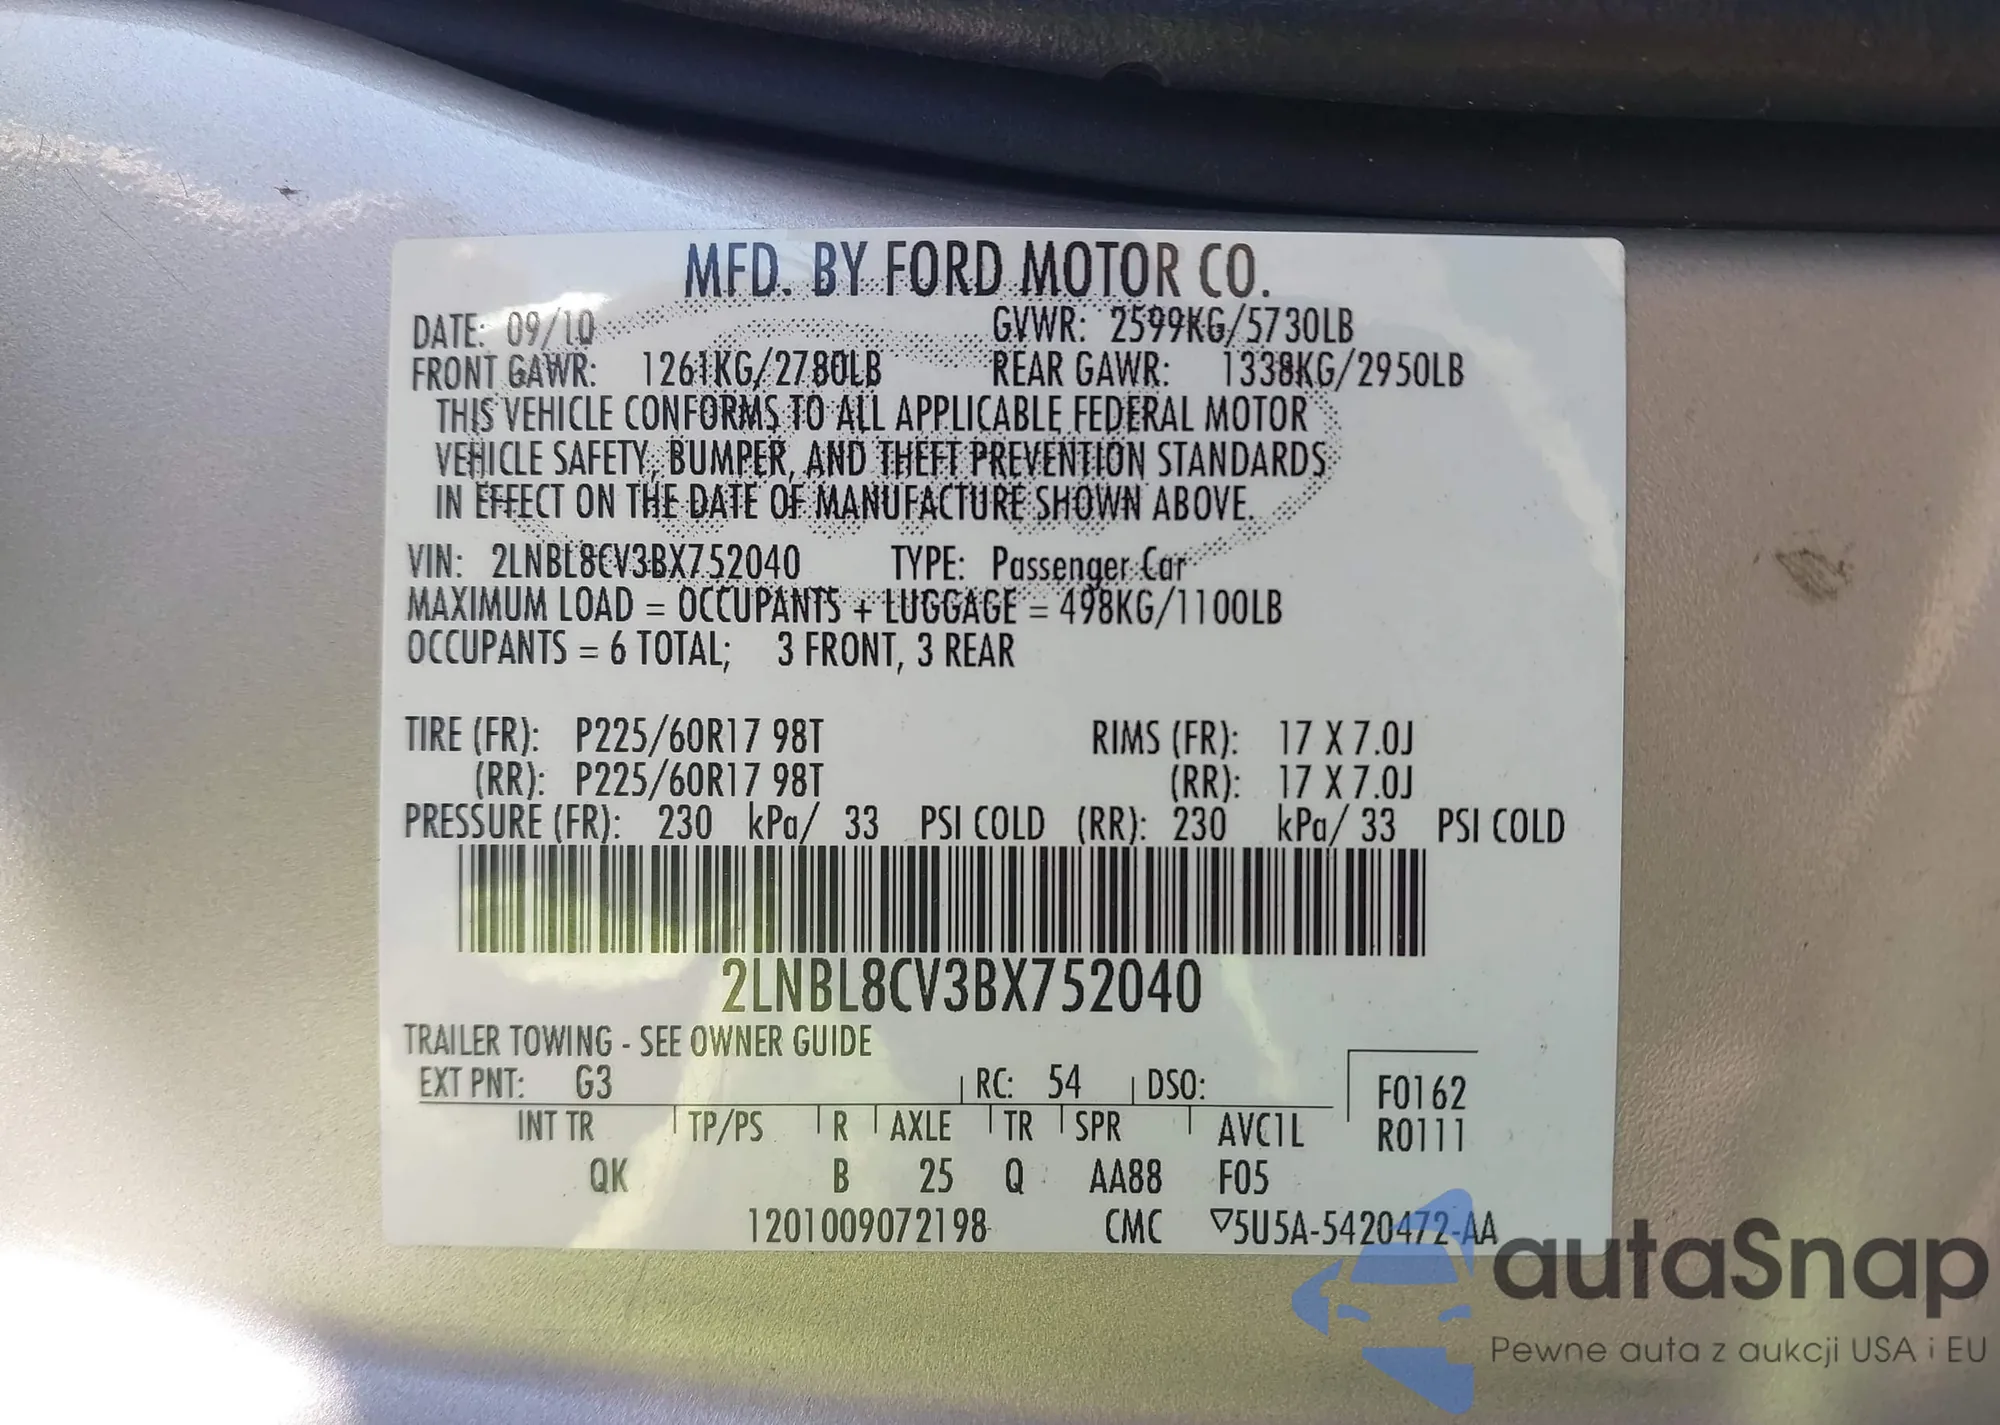 MFD. BY FORD MOTOR CO.
DATE: 09/10 GVWR: 2599KG/5730LB
FRONT GAWR: 1261KG/2780LB REAR GAWR: 1338KG/2950LB
THIS VEHICLE CONFORMS TO ALL APPLICABLE FEDERAL MOTOR
VEHICLE SAFETY, BUMPER, AND THEFT PREVENTION STANDARDS
IN EFFECT ON THE DATE OF MANUFACTURE SHOWN ABOVE.
VIN: 2LNBL8CV3BX752040 TYPE: Passenger Car
MAXIMUM LOAD = OCCUPANTS + LUGGAGE = 498KG/1100LB
OCCUPANTS = 6 TOTAL; 3 FRONT, 3 REAR
TIRE (FR): P225/60R17 98T RIMS (FR): 17 X 7.0J
(RR): P225/60R17 98T (RR): 17 X 7.0J
PRESSURE (FR): 230 kPa/ 33 PSI COLD (RR): 230 kPa/ 33 PSI COLD
2LNBL8CV3BX752040
TRAILER TOWING - SEE OWNER GUIDE
EXT PNT: G3 RC: 54 DSO: F0162
INT TR TP/PS R AXLE TR SPR AVC1L R0111
QK B 25 Q AA88 F05
1201009072198 CMC ▽5U5A-5420472-AA
autaSnap
Pewne auta z aukcji USA i EU